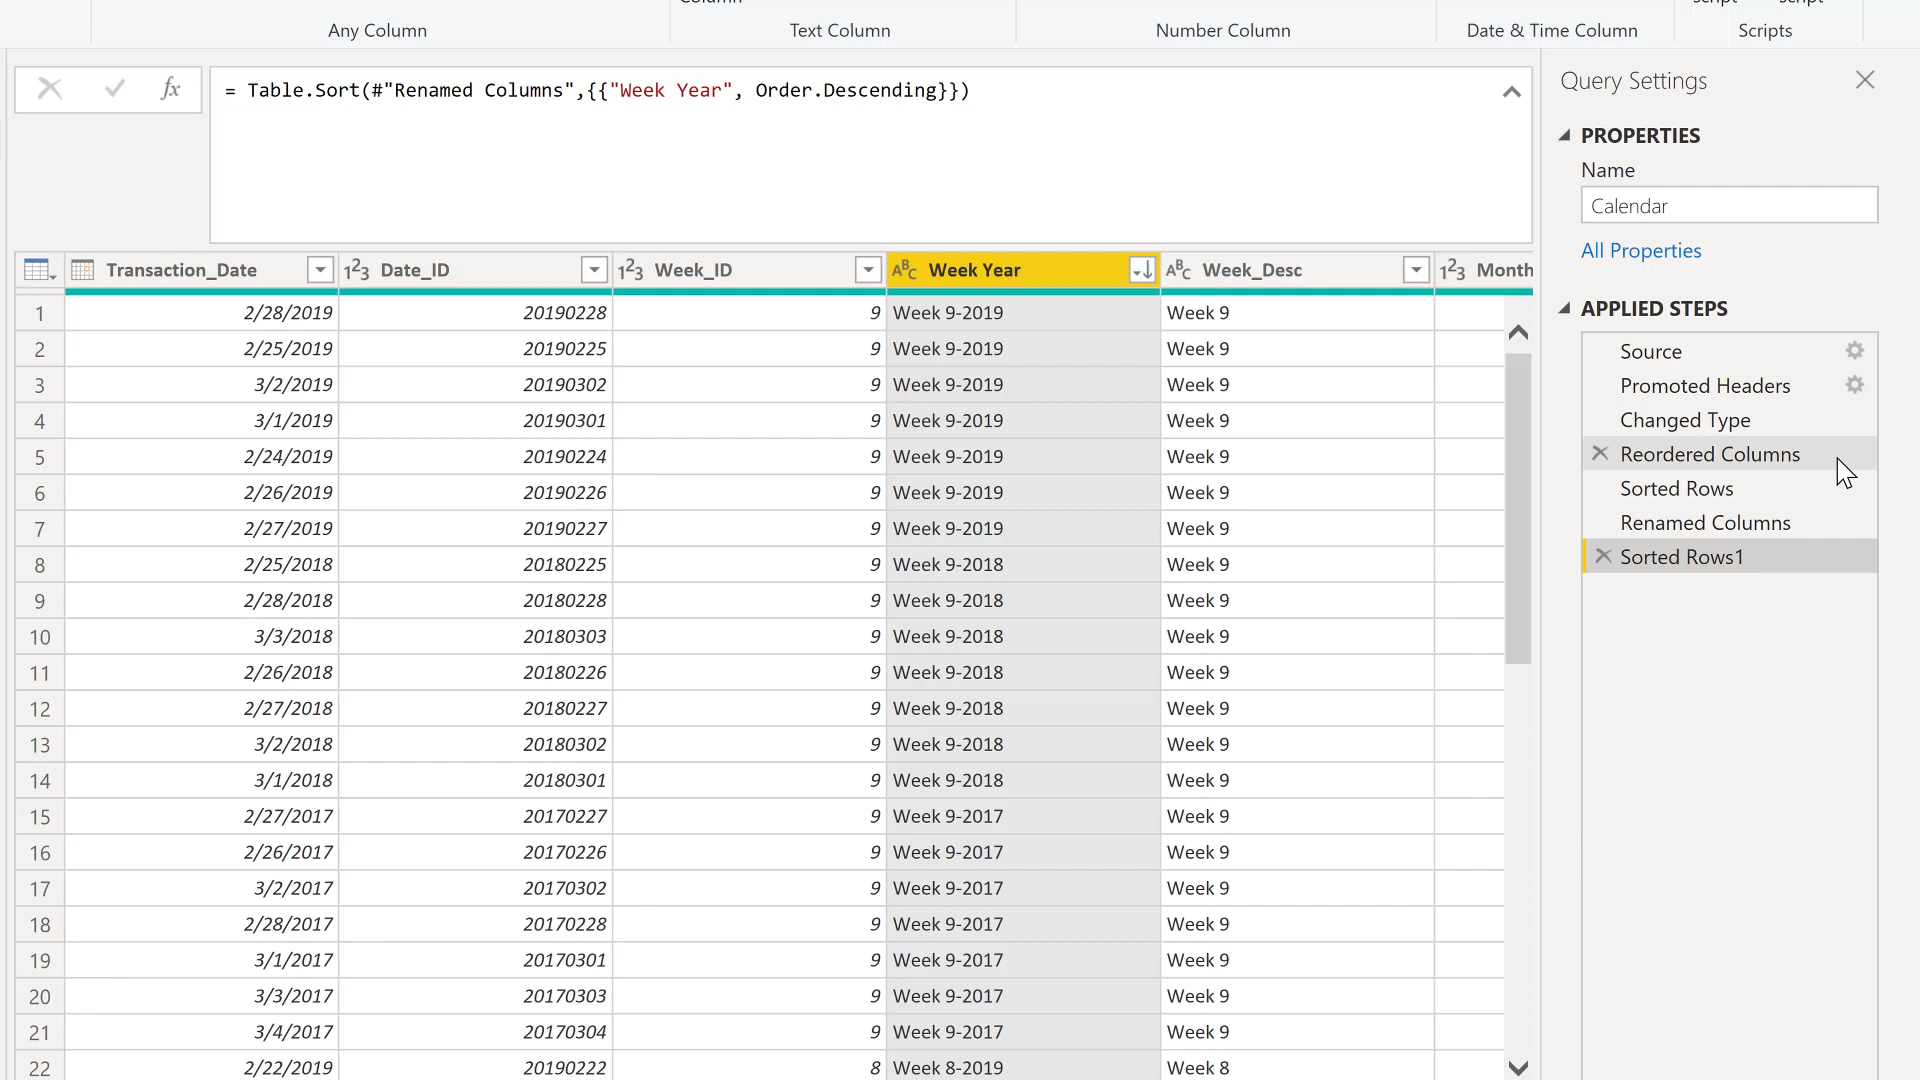 Any Column
Text Column
Number Column
Date & Time Column
Scripts
fx = Table.Sort(#"Renamed Columns",{{"Week Year", Order.Descending}})
Query Settings
PROPERTIES
Name
Calendar
All Properties
APPLIED STEPS
Source
Promoted Headers
Changed Type
Reordered Columns
Sorted Rows
Renamed Columns
Sorted Rows1
Transaction_Date 123 Date_ID 123 Week_ID ABC Week Year ABC Week_Desc 123 Month
1 2/28/2019 20190228 9 Week 9-2019 Week 9
2 2/25/2019 20190225 9 Week 9-2019 Week 9
3 3/2/2019 20190302 9 Week 9-2019 Week 9
4 3/1/2019 20190301 9 Week 9-2019 Week 9
5 2/24/2019 20190224 9 Week 9-2019 Week 9
6 2/26/2019 20190226 9 Week 9-2019 Week 9
7 2/27/2019 20190227 9 Week 9-2019 Week 9
8 2/25/2018 20180225 9 Week 9-2018 Week 9
9 2/28/2018 20180228 9 Week 9-2018 Week 9
10 3/3/2018 20180303 9 Week 9-2018 Week 9
11 2/26/2018 20180226 9 Week 9-2018 Week 9
12 2/27/2018 20180227 9 Week 9-2018 Week 9
13 3/2/2018 20180302 9 Week 9-2018 Week 9
14 3/1/2018 20180301 9 Week 9-2018 Week 9
15 2/27/2017 20170227 9 Week 9-2017 Week 9
16 2/26/2017 20170226 9 Week 9-2017 Week 9
17 3/2/2017 20170302 9 Week 9-2017 Week 9
18 2/28/2017 20170228 9 Week 9-2017 Week 9
19 3/1/2017 20170301 9 Week 9-2017 Week 9
20 3/3/2017 20170303 9 Week 9-2017 Week 9
21 3/4/2017 20170304 9 Week 9-2017 Week 9
22 2/22/2019 20190222 8 Week 8-2019 Week 8